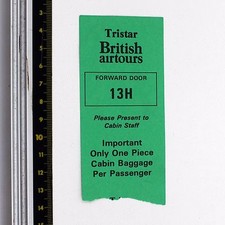 Tristar
British
airtours
FORWARD DOOR
13H
Please Present to
Cabin Staff
Important
Only One Piece
Cabin Baggage
Per Passenger